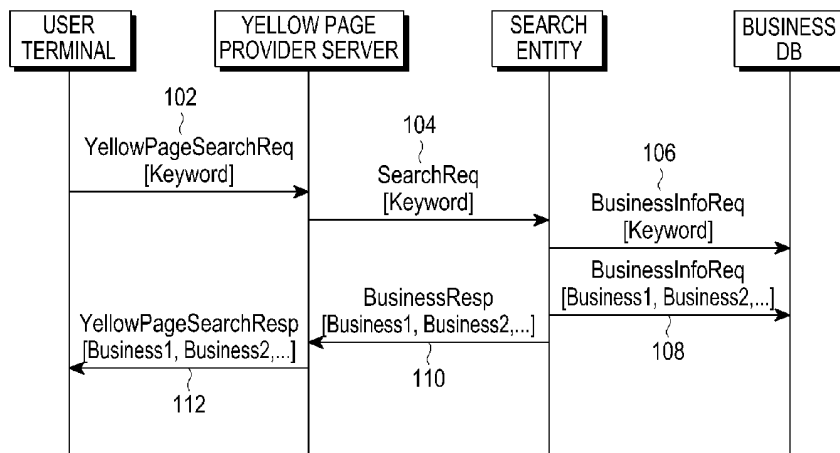 USER
TERMINAL
YELLOW PAGE
PROVIDER SERVER
SEARCH
ENTITY
BUSINESS
DB
102
YellowPageSearchReq
[Keyword]
104
SearchReq
[Keyword]
106
BusinessInfoReq
[Keyword]
BusinessInfoReq
[Business1, Business2,...]
108
BusinessResp
[Business1, Business2,...]
110
YellowPageSearchResp
[Business1, Business2,...]
112